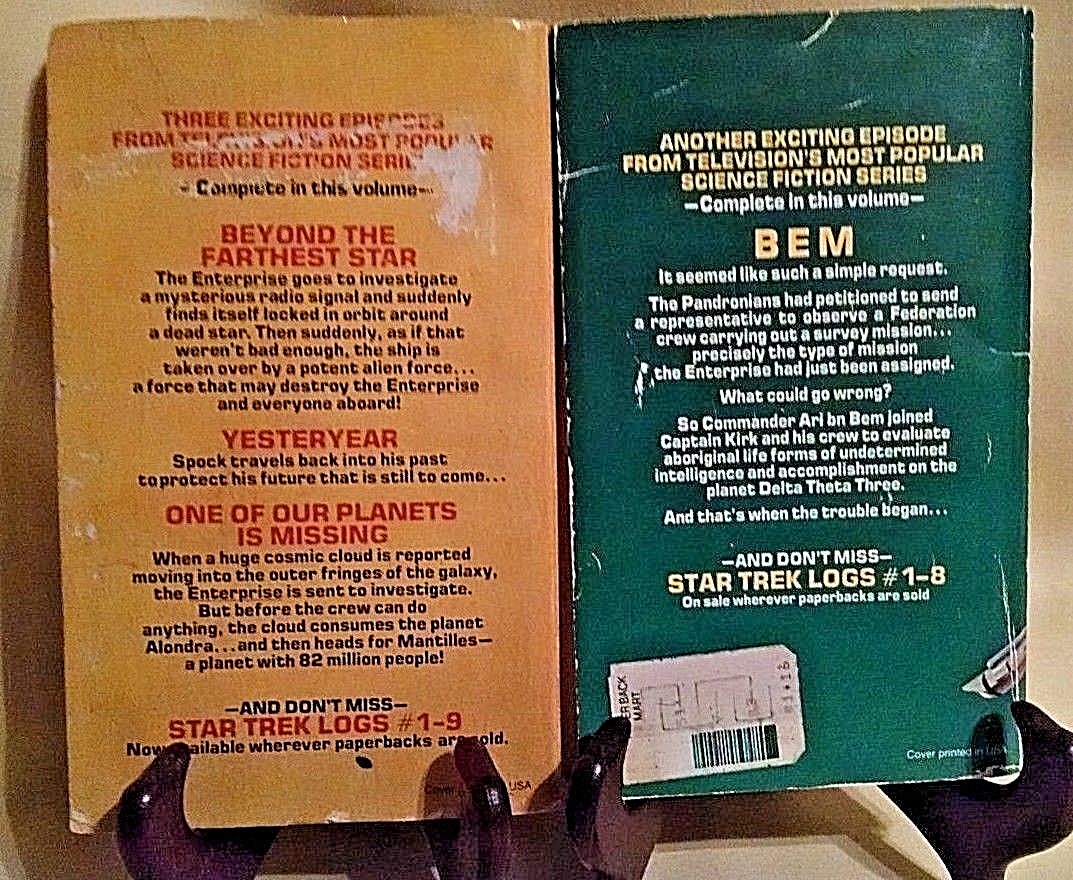 THREE EXCITING EPISODES
FROM TELEVISION'S MOST POPULAR
SCIENCE FICTION SERIES
- Complete in this volume-
BEYOND THE
FARTHEST STAR
The Enterprise goes to investigate
a mysterious radio signal and suddenly
finds itself locked in orbit around
a dead star. Then suddenly, as if that
weren't bad enough, the ship is
taken over by a potent alien force...
a force that may destroy the Enterprise
and everyone aboard!
YESTERYEAR
Spock travels back into his past
to protect his future that is still to come...
ONE OF OUR PLANETS
IS MISSING
When a huge cosmic cloud is reported
moving into the outer fringes of the galaxy,
the Enterprise is sent to investigate.
But before the crew can do
anything, the cloud consumes the planet
Alondra...and then heads for Mantilles—
a planet with 82 million people!
—AND DON'T MISS—
STAR TREK LOGS #1–9
Now available wherever paperbacks are sold.
USA
ANOTHER EXCITING EPISODE
FROM TELEVISION'S MOST POPULAR
SCIENCE FICTION SERIES
—Complete in this volume—
BEM
It seemed like such a simple request.
The Pandronians had petitioned to send
a representative to observe a Federation
crew carrying out a survey mission...
precisely the type of mission
the Enterprise had just been assigned.
What could go wrong?
So Commander Ari bn Bem joined
Captain Kirk and his crew to evaluate
aboriginal life forms of undetermined
intelligence and accomplishment on the
planet Delta Theta Three.
And that's when the trouble began...
—AND DON'T MISS—
STAR TREK LOGS #1–8
On sale wherever paperbacks are sold
ER BACK
MART
Cover printed in USA